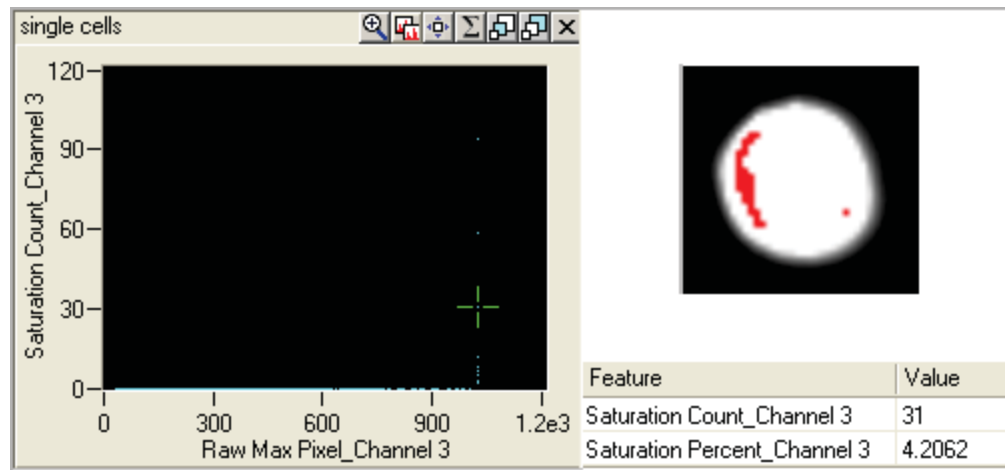 single cells
120
90
60
30
0
Saturation Count_Channel 3
0 300 600 900 1.2e3
Raw Max Pixel_Channel 3
Feature Value
Saturation Count_Channel 3 31
Saturation Percent_Channel 3 4.2062